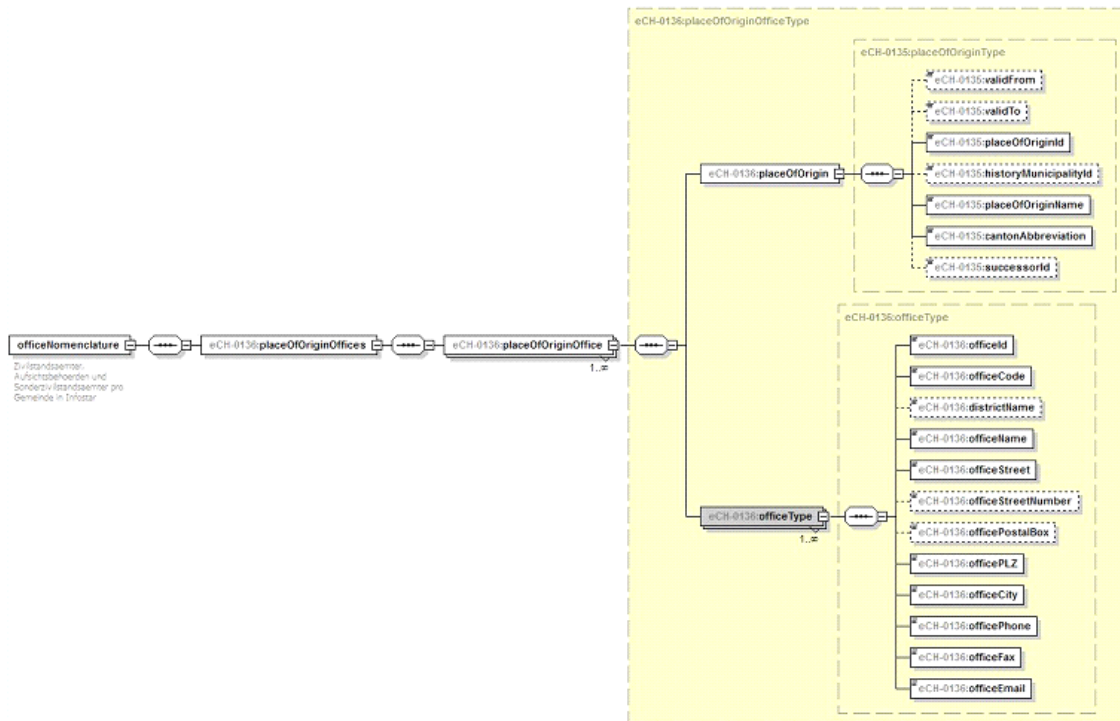 eCH-0136:placeOfOriginOfficeType
eCH-0135:placeOfOriginType
eCH-0135:validFrom
eCH-0135:validTo
eCH-0135:placeOfOriginId
eCH-0136:placeOfOrigin
eCH-0135:historyMunicipalityId
eCH-0135:placeOfOriginName
eCH-0135:cantonAbbreviation
eCH-0135:successorId
eCH-0136:officeType
officeNomenclature
eCH-0136:placeOfOriginOffices
eCH-0136:placeOfOriginOffice
1..∞
Zivilstandsaemter,
Aufsichtsbehoerden und
Sonderzivilstandsaemter pro
Gemeinde in Infostar
eCH-0136:officeId
eCH-0136:officeCode
eCH-0136:districtName
eCH-0136:officeName
eCH-0136:officeStreet
eCH-0136:officeStreetNumber
eCH-0136:officeType
1..∞
eCH-0136:officePostalBox
eCH-0136:officePLZ
eCH-0136:officeCity
eCH-0136:officePhone
eCH-0136:officeFax
eCH-0136:officeEmail